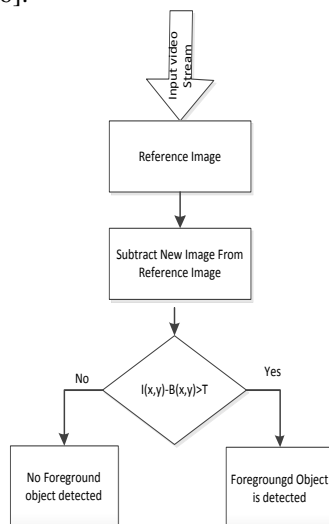 6].
Input video
Stream
Reference Image
Subtract New Image From
Reference Image
I(x,y)-B(x,y)>T
No
Yes
No Foreground
object detected
Foregroungd Object
is detected